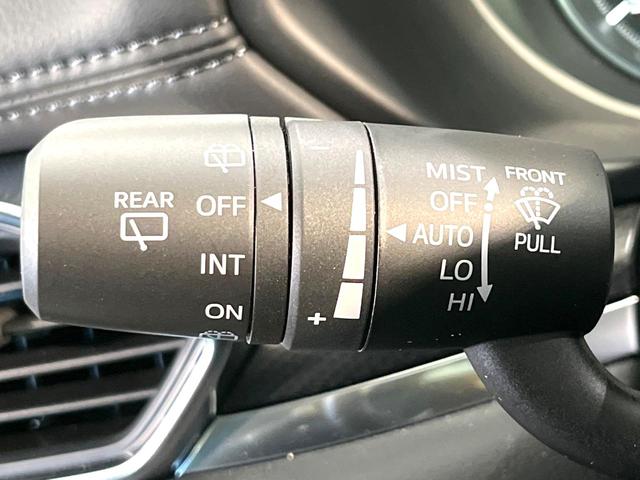 REAR
OFF
INT
ON
-
+
MIST
OFF
AUTO
LO
HI
FRONT
PULL